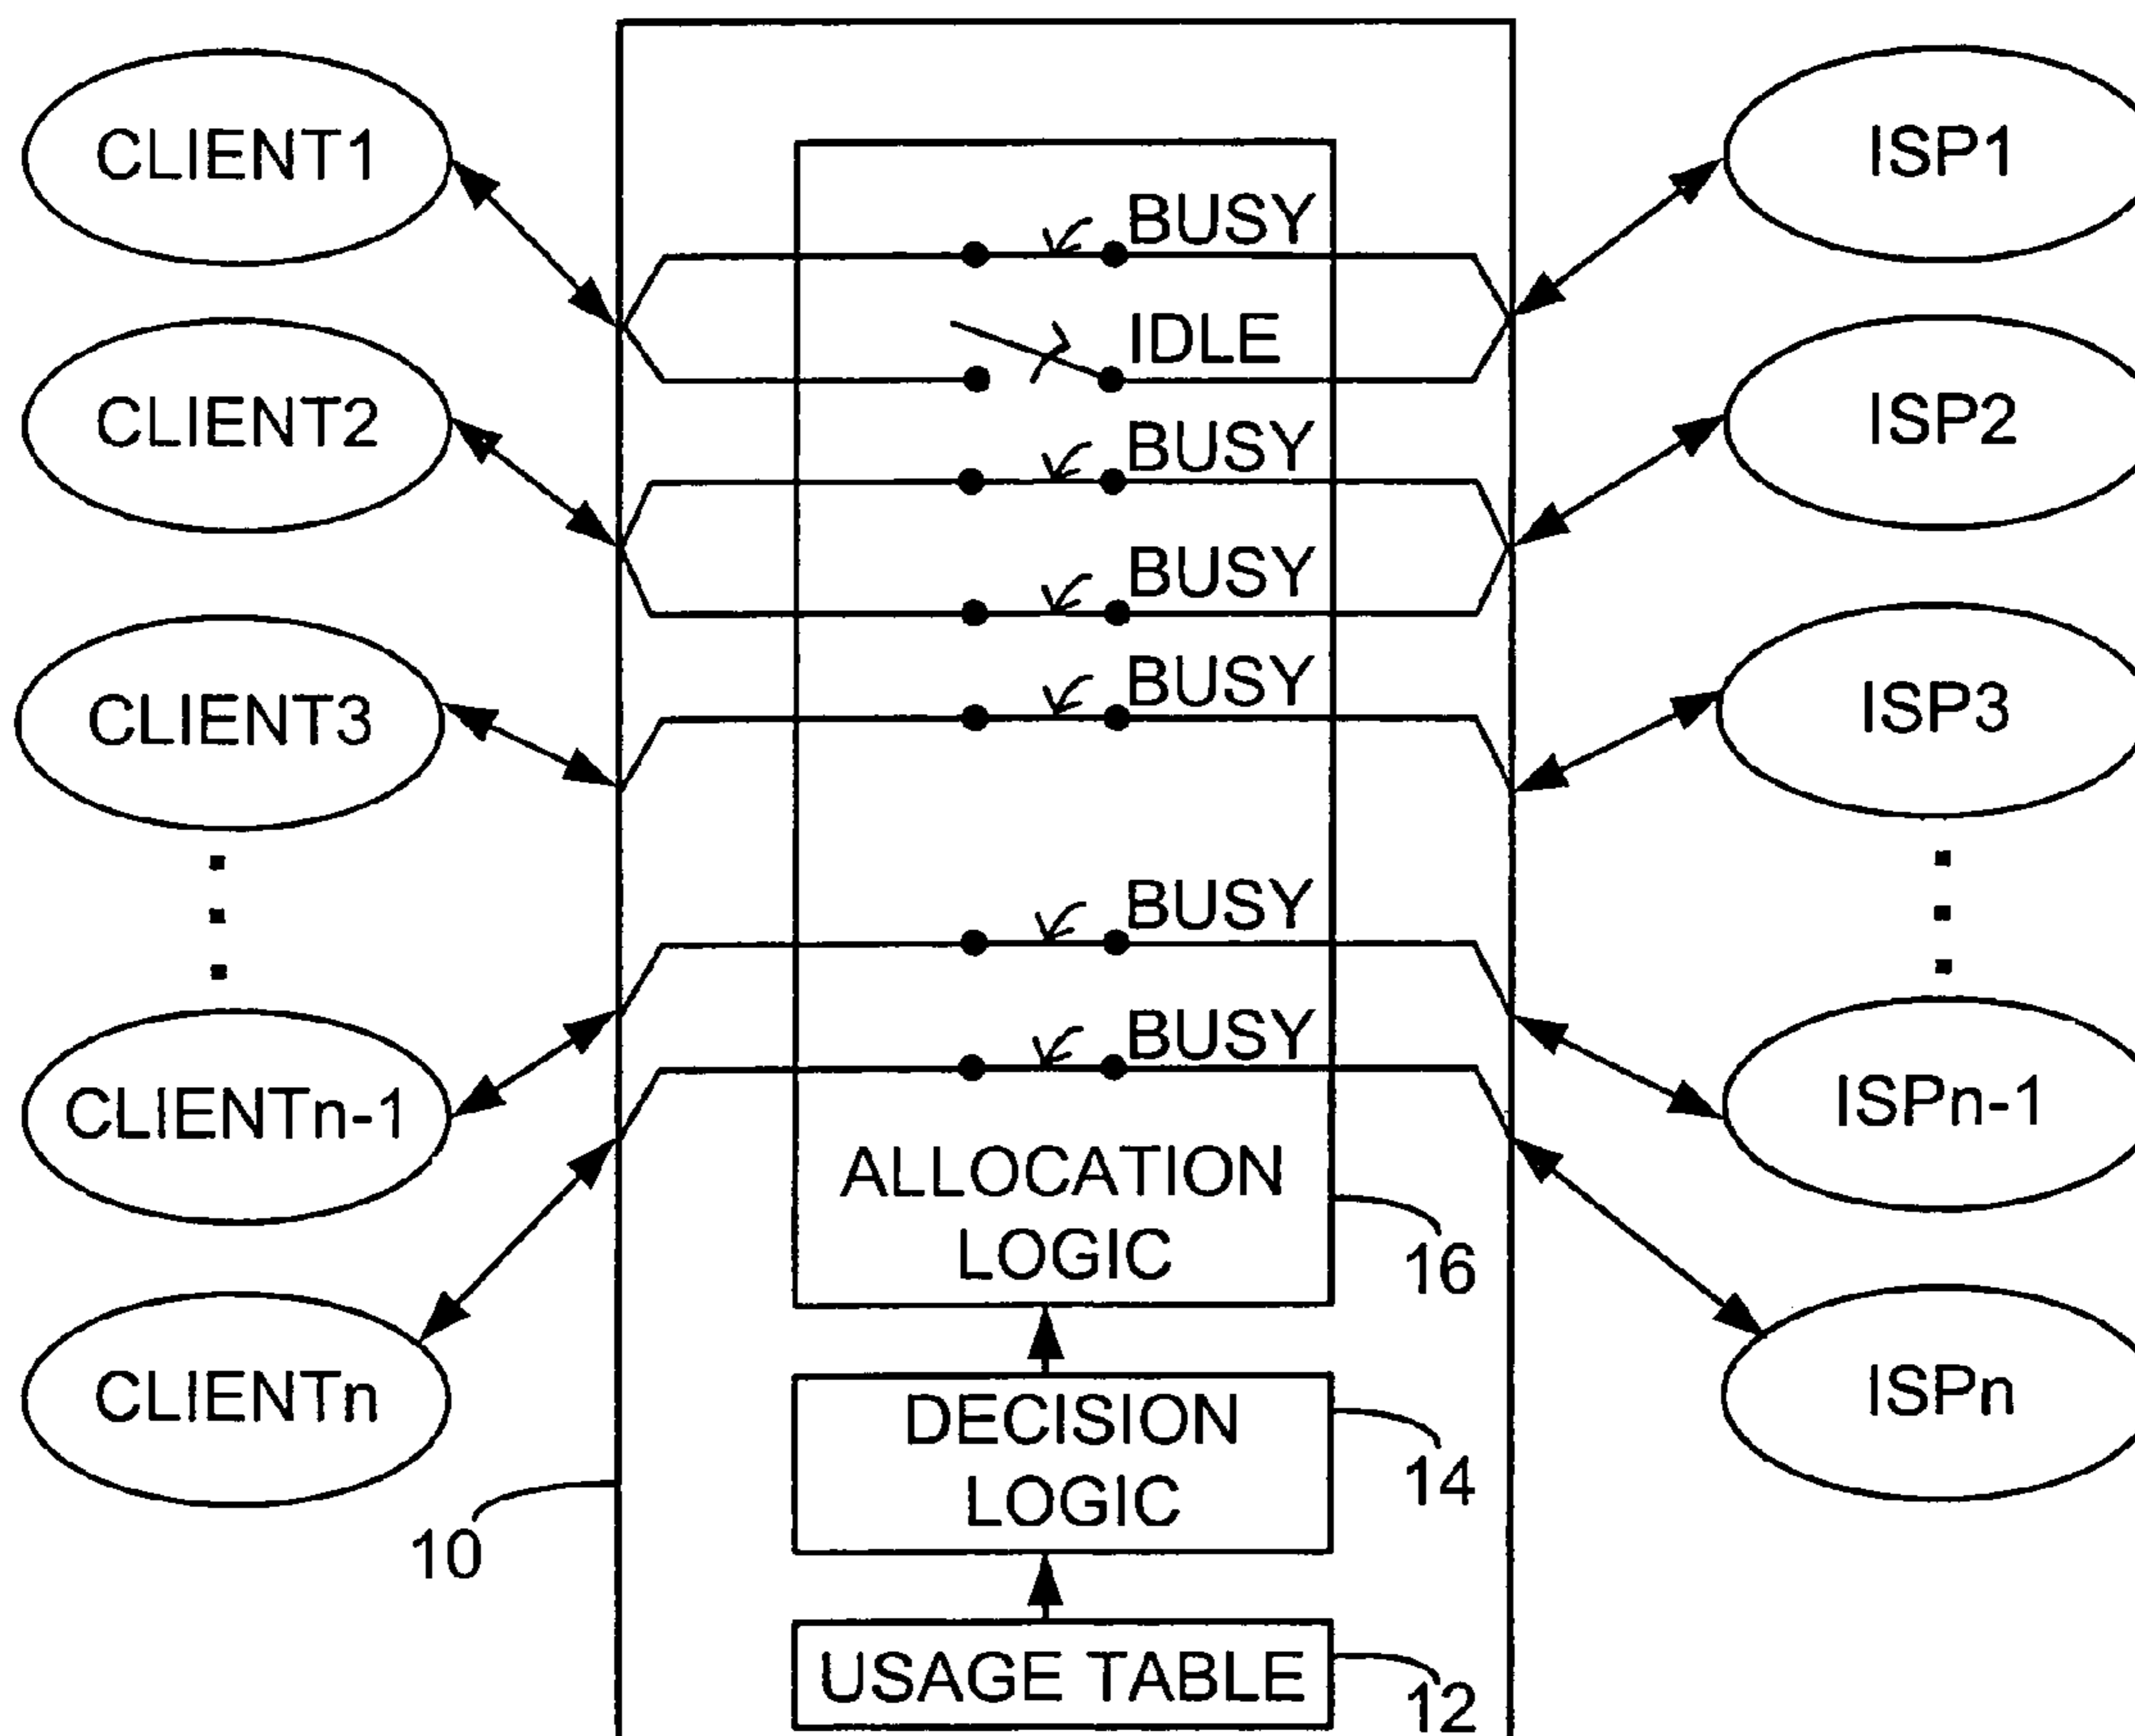 CLIENT1
BUSY
ISP1
IDLE
CLIENT2
BUSY
ISP2
BUSY
CLIENT3
BUSY
ISP3
BUSY
BUSY
CLIENTn-1
ISPn-1
ALLOCATION
LOGIC
16
CLIENTn
ISPn
DECISION
LOGIC
14
10
USAGE TABLE
12